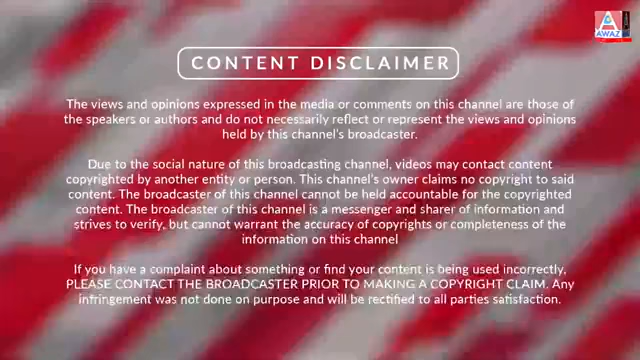 AWAZ
CONTENT DISCLAIMER
The views and opinions expressed in the media or comments on this channel are those of
the speakers or authors and do not necessarily reflect or represent the views and opinions
held by this channel's broadcaster.
Due to the social nature of this broadcasting channel, videos may contact content
copyrighted by another entity or person. This channel's owner claims no copyright to said
content. The broadcaster of this channel cannot be held accountable for the copyrighted
content. The broadcaster of this channel is a messenger and sharer of information and
strives to verify, but cannot warrant the accuracy of copyrights or completeness of the
information on this channel
If you have a complaint about something or find your content is being used incorrectly,
PLEASE CONTACT THE BROADCASTER PRIOR TO MAKING A COPYRIGHT CLAIM. Any
infringement was not done on purpose and will be rectified to all parties satisfaction.